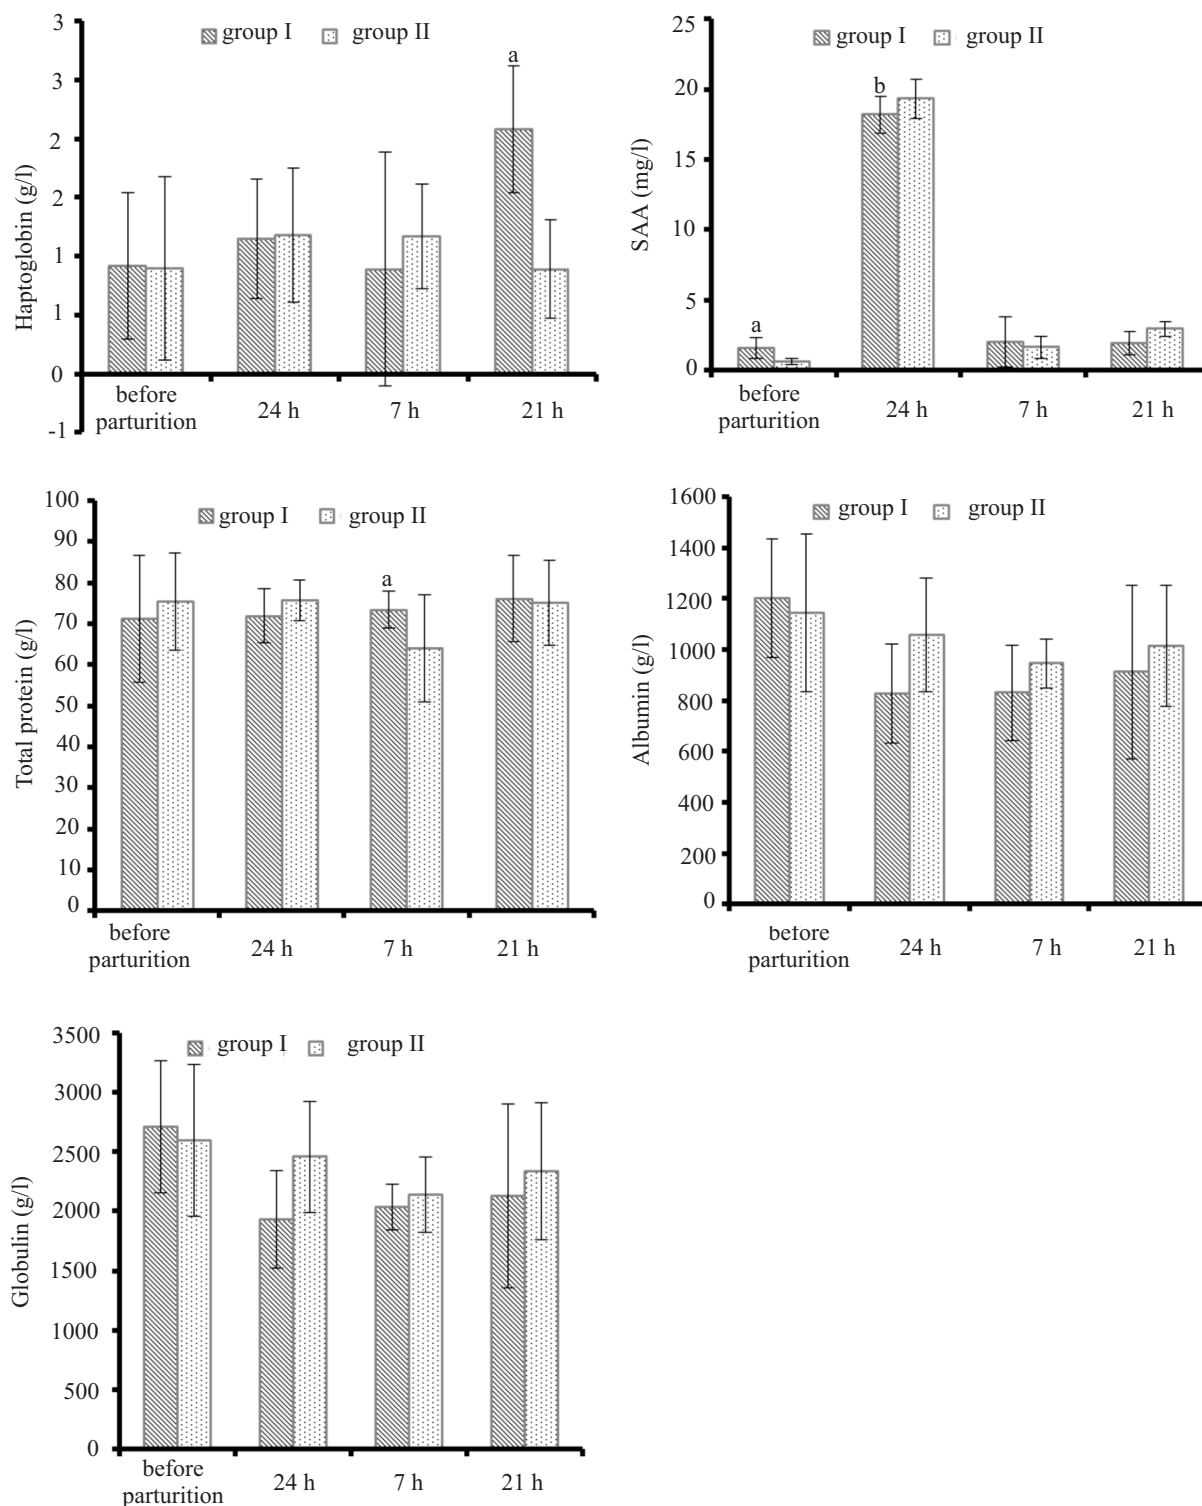 group I group II
3
3
2
2
1
1
0
-1
Haptoglobin (g/l)
a
before
parturition
24 h
7 h
21 h
group I group II
25
20
15
10
5
0
SAA (mg/l)
a
b
before
parturition
24 h
7 h
21 h
group I group II
100
90
80
70
60
50
40
30
20
10
0
Total protein (g/l)
a
before
parturition
24 h
7 h
21 h
group I group II
1600
1400
1200
1000
800
600
400
200
0
Albumin (g/l)
before
parturition
24 h
7 h
21 h
group I group II
3500
3000
2500
2000
1500
1000
500
0
Globulin (g/l)
before
parturition
24 h
7 h
21 h